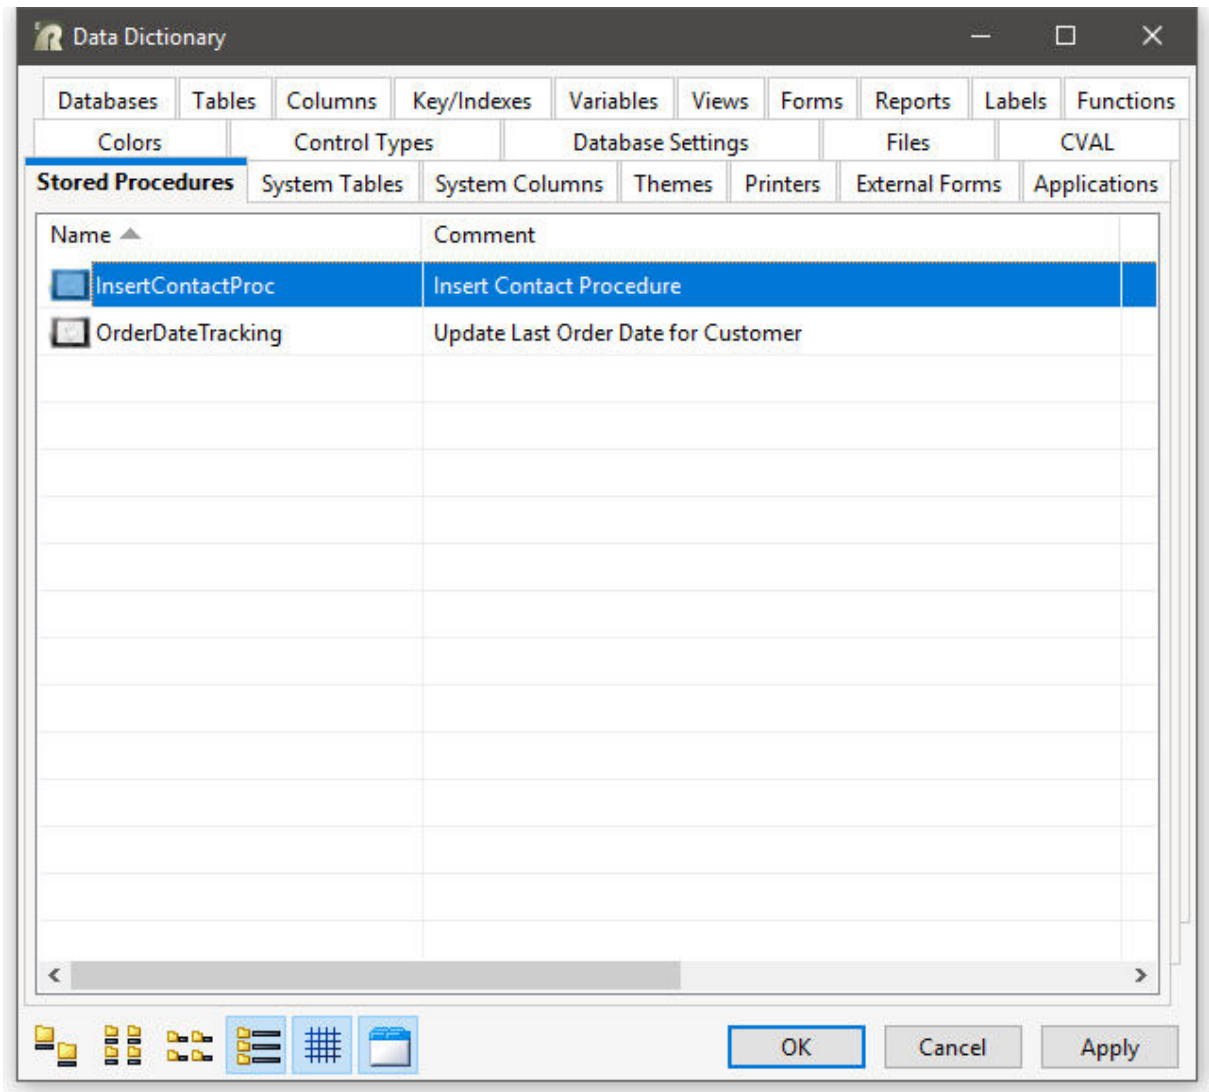 Data Dictionary
Databases Tables Columns Key/Indexes Variables Views Forms Reports Labels Functions
Colors Control Types Database Settings Files CVAL
Stored Procedures System Tables System Columns Themes Printers External Forms Applications
Name Comment
InsertContactProc Insert Contact Procedure
OrderDateTracking Update Last Order Date for Customer
OK Cancel Apply